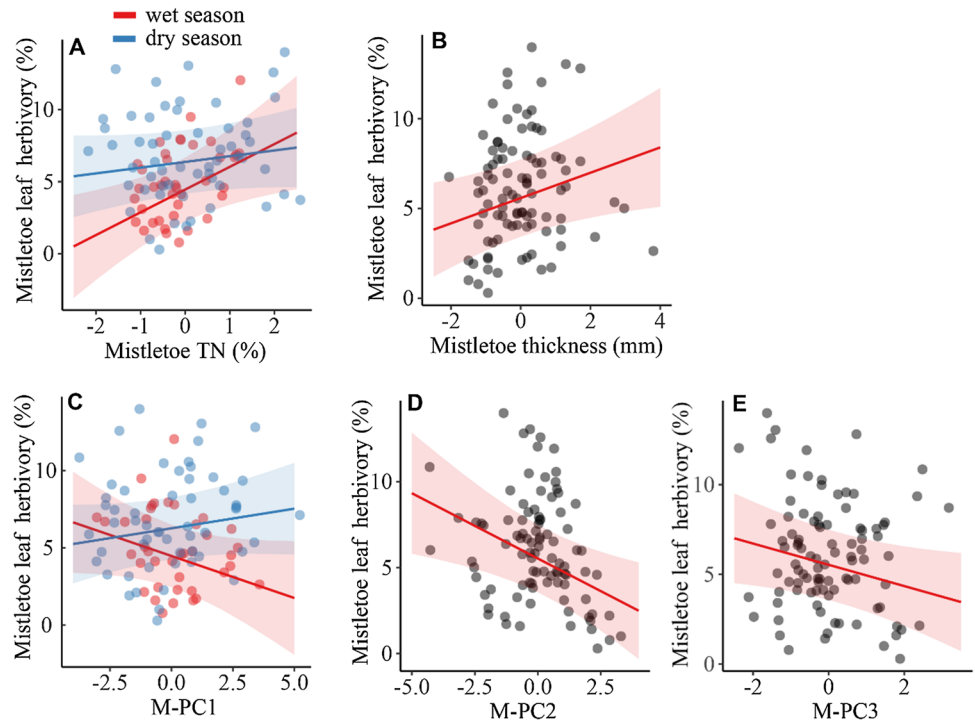 wet season
dry season
A
Mistletoe leaf herbivory (%)
10
5
0
-2 -1 0 1 2
Mistletoe TN (%)
B
Mistletoe leaf herbivory (%)
10
5
0
-2 0 2 4
Mistletoe thickness (mm)
C
Mistletoe leaf herbivory (%)
10
5
0
-2.5 0.0 2.5 5.0
M-PC1
D
Mistletoe leaf herbivory (%)
10
5
0
-5.0 -2.5 0.0 2.5
M-PC2
E
Mistletoe leaf herbivory (%)
10
5
0
-2 0 2
M-PC3